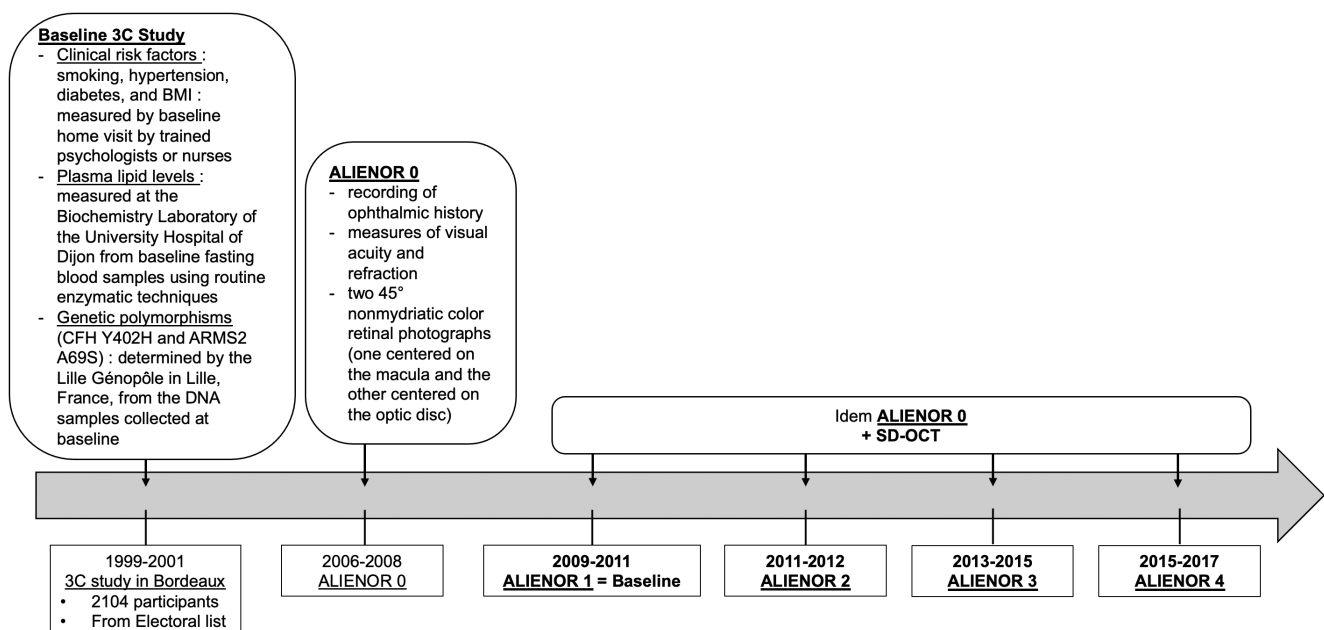 Baseline 3C Study
- Clinical risk factors :
smoking, hypertension,
diabetes, and BMI :
measured by baseline
home visit by trained
psychologists or nurses
- Plasma lipid levels :
measured at the
Biochemistry Laboratory of
the University Hospital of
Dijon from baseline fasting
blood samples using routine
enzymatic techniques
- Genetic polymorphisms
(CFH Y402H and ARMS2
A69S) : determined by the
Lille Génopôle in Lille,
France, from the DNA
samples collected at
baseline
ALIENOR 0
- recording of
ophthalmic history
- measures of visual
acuity and
refraction
- two 45°
nonmydriatic color
retinal photographs
(one centered on
the macula and the
other centered on
the optic disc)
Idem ALIENOR 0
+ SD-OCT
1999-2001
3C study in Bordeaux
• 2104 participants
• From Electoral list
2006-2008
ALIENOR 0
2009-2011
ALIENOR 1 = Baseline
2011-2012
ALIENOR 2
2013-2015
ALIENOR 3
2015-2017
ALIENOR 4